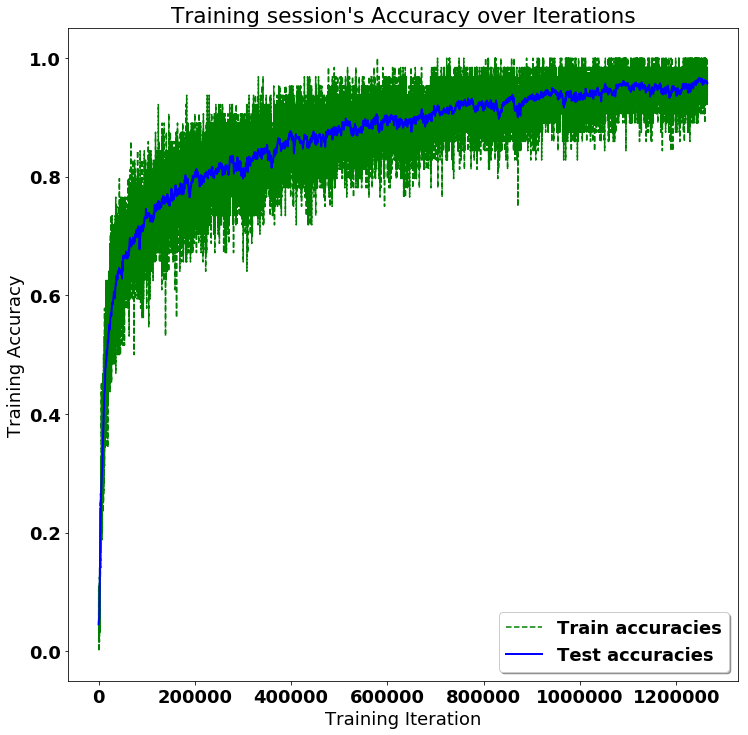 Training session's Accuracy over Iterations
1.0
0.8
0.6
0.4
0.2
0.0
Training Accuracy
0 200000 400000 600000 800000 1000000 1200000
Training Iteration
Train accuracies
Test accuracies